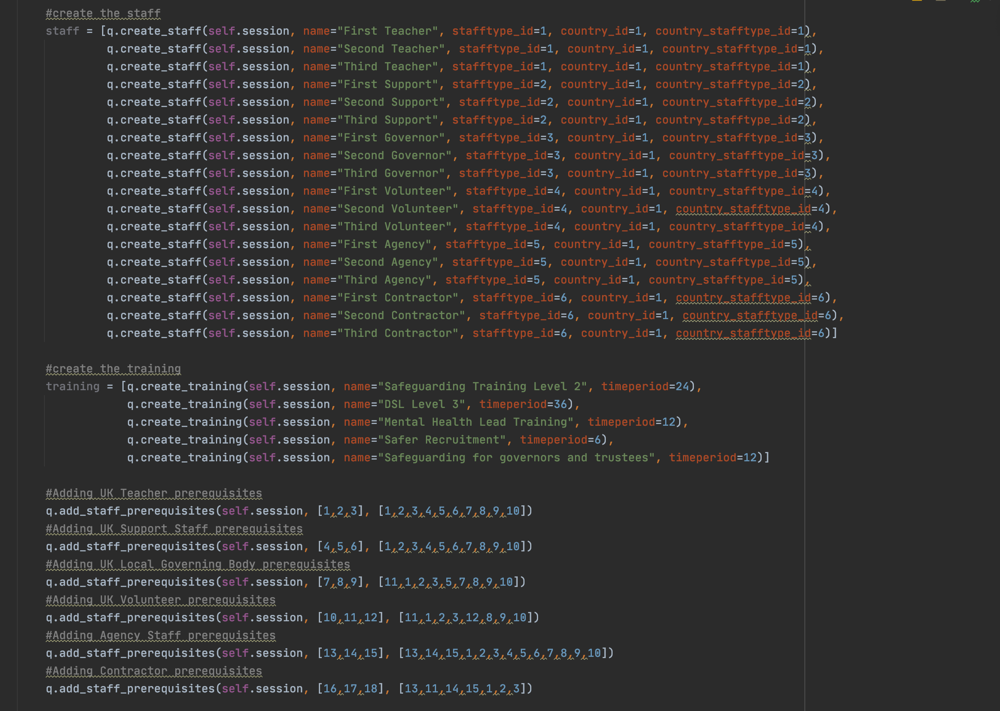 #create the staff
staff = [q.create_staff(self.session, name="First Teacher", stafftype_id=1, country_id=1, country_stafftype_id=1),
q.create_staff(self.session, name="Second Teacher", stafftype_id=1, country_id=1, country_stafftype_id=1),
q.create_staff(self.session, name="Third Teacher", stafftype_id=1, country_id=1, country_stafftype_id=1),
q.create_staff(self.session, name="First Support", stafftype_id=2, country_id=1, country_stafftype_id=2),
q.create_staff(self.session, name="Second Support", stafftype_id=2, country_id=1, country_stafftype_id=2),
q.create_staff(self.session, name="Third Support", stafftype_id=2, country_id=1, country_stafftype_id=2),
q.create_staff(self.session, name="First Governor", stafftype_id=3, country_id=1, country_stafftype_id=3),
q.create_staff(self.session, name="Second Governor", stafftype_id=3, country_id=1, country_stafftype_id=3),
q.create_staff(self.session, name="Third Governor", stafftype_id=3, country_id=1, country_stafftype_id=3),
q.create_staff(self.session, name="First Volunteer", stafftype_id=4, country_id=1, country_stafftype_id=4),
q.create_staff(self.session, name="Second Volunteer", stafftype_id=4, country_id=1, country_stafftype_id=4),
q.create_staff(self.session, name="Third Volunteer", stafftype_id=4, country_id=1, country_stafftype_id=4),
q.create_staff(self.session, name="First Agency", stafftype_id=5, country_id=1, country_stafftype_id=5),
q.create_staff(self.session, name="Second Agency", stafftype_id=5, country_id=1, country_stafftype_id=5),
q.create_staff(self.session, name="Third Agency", stafftype_id=5, country_id=1, country_stafftype_id=5),
q.create_staff(self.session, name="First Contractor", stafftype_id=6, country_id=1, country_stafftype_id=6),
q.create_staff(self.session, name="Second Contractor", stafftype_id=6, country_id=1, country_stafftype_id=6),
q.create_staff(self.session, name="Third Contractor", stafftype_id=6, country_id=1, country_stafftype_id=6)]
#create the training
training = [q.create_training(self.session, name="Safeguarding Training Level 2", timeperiod=24),
q.create_training(self.session, name="DSL Level 3", timeperiod=36),
q.create_training(self.session, name="Mental Health Lead Training", timeperiod=12),
q.create_training(self.session, name="Safer Recruitment", timeperiod=6),
q.create_training(self.session, name="Safeguarding for governors and trustees", timeperiod=12)]
#Adding UK Teacher prerequisites
q.add_staff_prerequisites(self.session, [1,2,3], [1,2,3,4,5,6,7,8,9,10])
#Adding UK Support Staff prerequisites
q.add_staff_prerequisites(self.session, [4,5,6], [1,2,3,4,5,6,7,8,9,10])
#Adding UK Local Governing Body prerequisites
q.add_staff_prerequisites(self.session, [7,8,9], [11,1,2,3,5,7,8,9,10])
#Adding UK Volunteer prerequisites
q.add_staff_prerequisites(self.session, [10,11,12], [11,1,2,3,12,8,9,10])
#Adding Agency Staff prerequisites
q.add_staff_prerequisites(self.session, [13,14,15], [13,14,15,1,2,3,4,5,6,7,8,9,10])
#Adding Contractor prerequisites
q.add_staff_prerequisites(self.session, [16,17,18], [13,11,14,15,1,2,3])